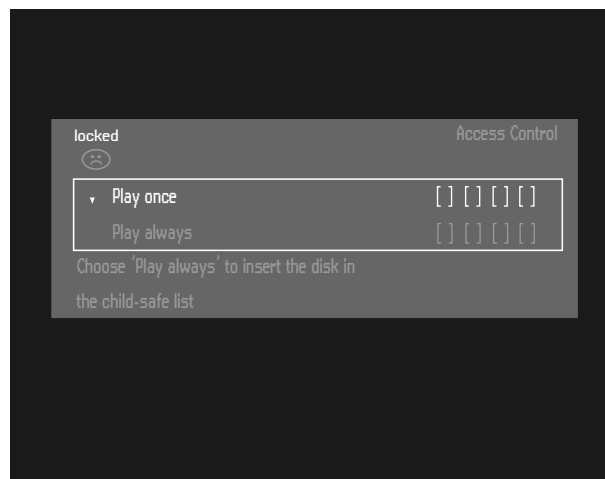 locked
Access Control
Play once [ ] [ ] [ ] [ ]
Play always [ ] [ ] [ ] [ ]
Choose 'Play always' to insert the disk in
the child-safe list